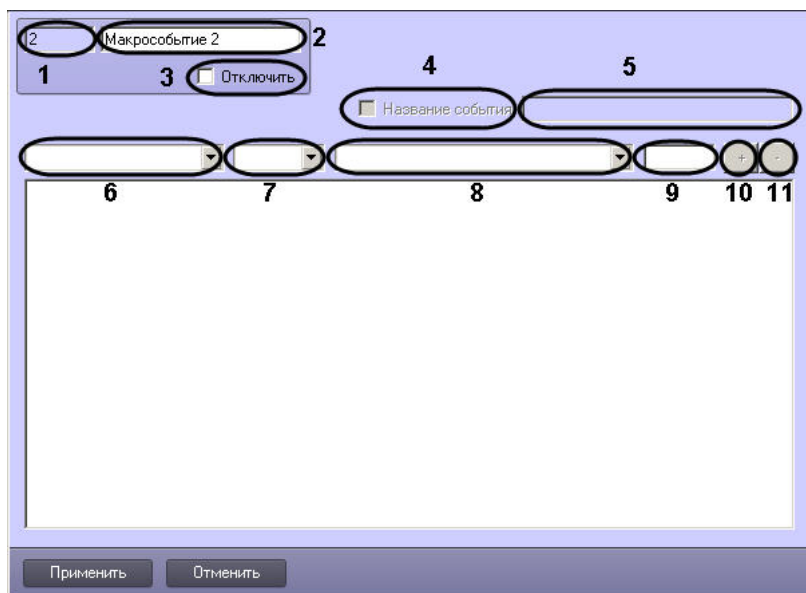 2 Макрособытие 2 2
1 3 Отключить
4 5
Название события
+ -
6 7 8 9 10 11
Применить Отменить